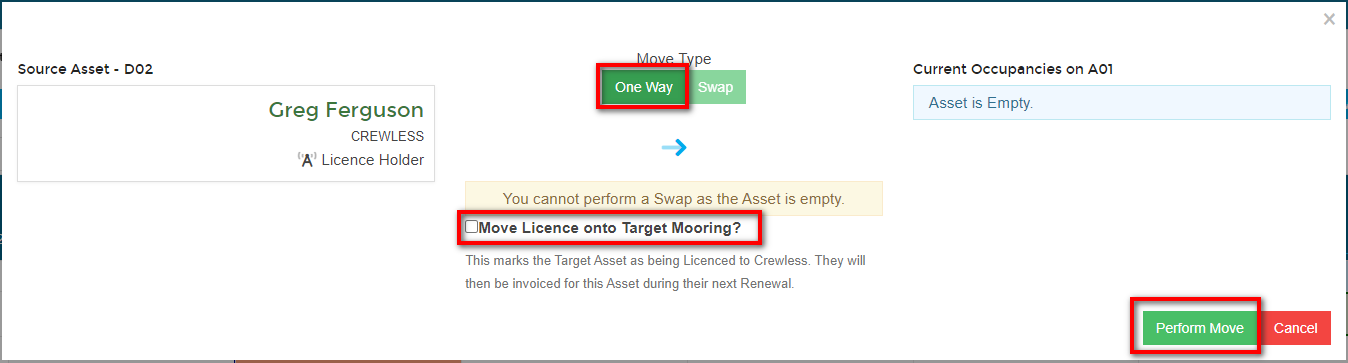 ×
Source Asset - D02
Greg Ferguson
CREWLESS
Licence Holder
Move Type
One Way
Swap
You cannot perform a Swap as the Asset is empty.
Move Licence onto Target Mooring?
This marks the Target Asset as being Licenced to Crewless. They will
then be invoiced for this Asset during their next Renewal.
Current Occupancies on A01
Asset is Empty.
Perform Move
Cancel